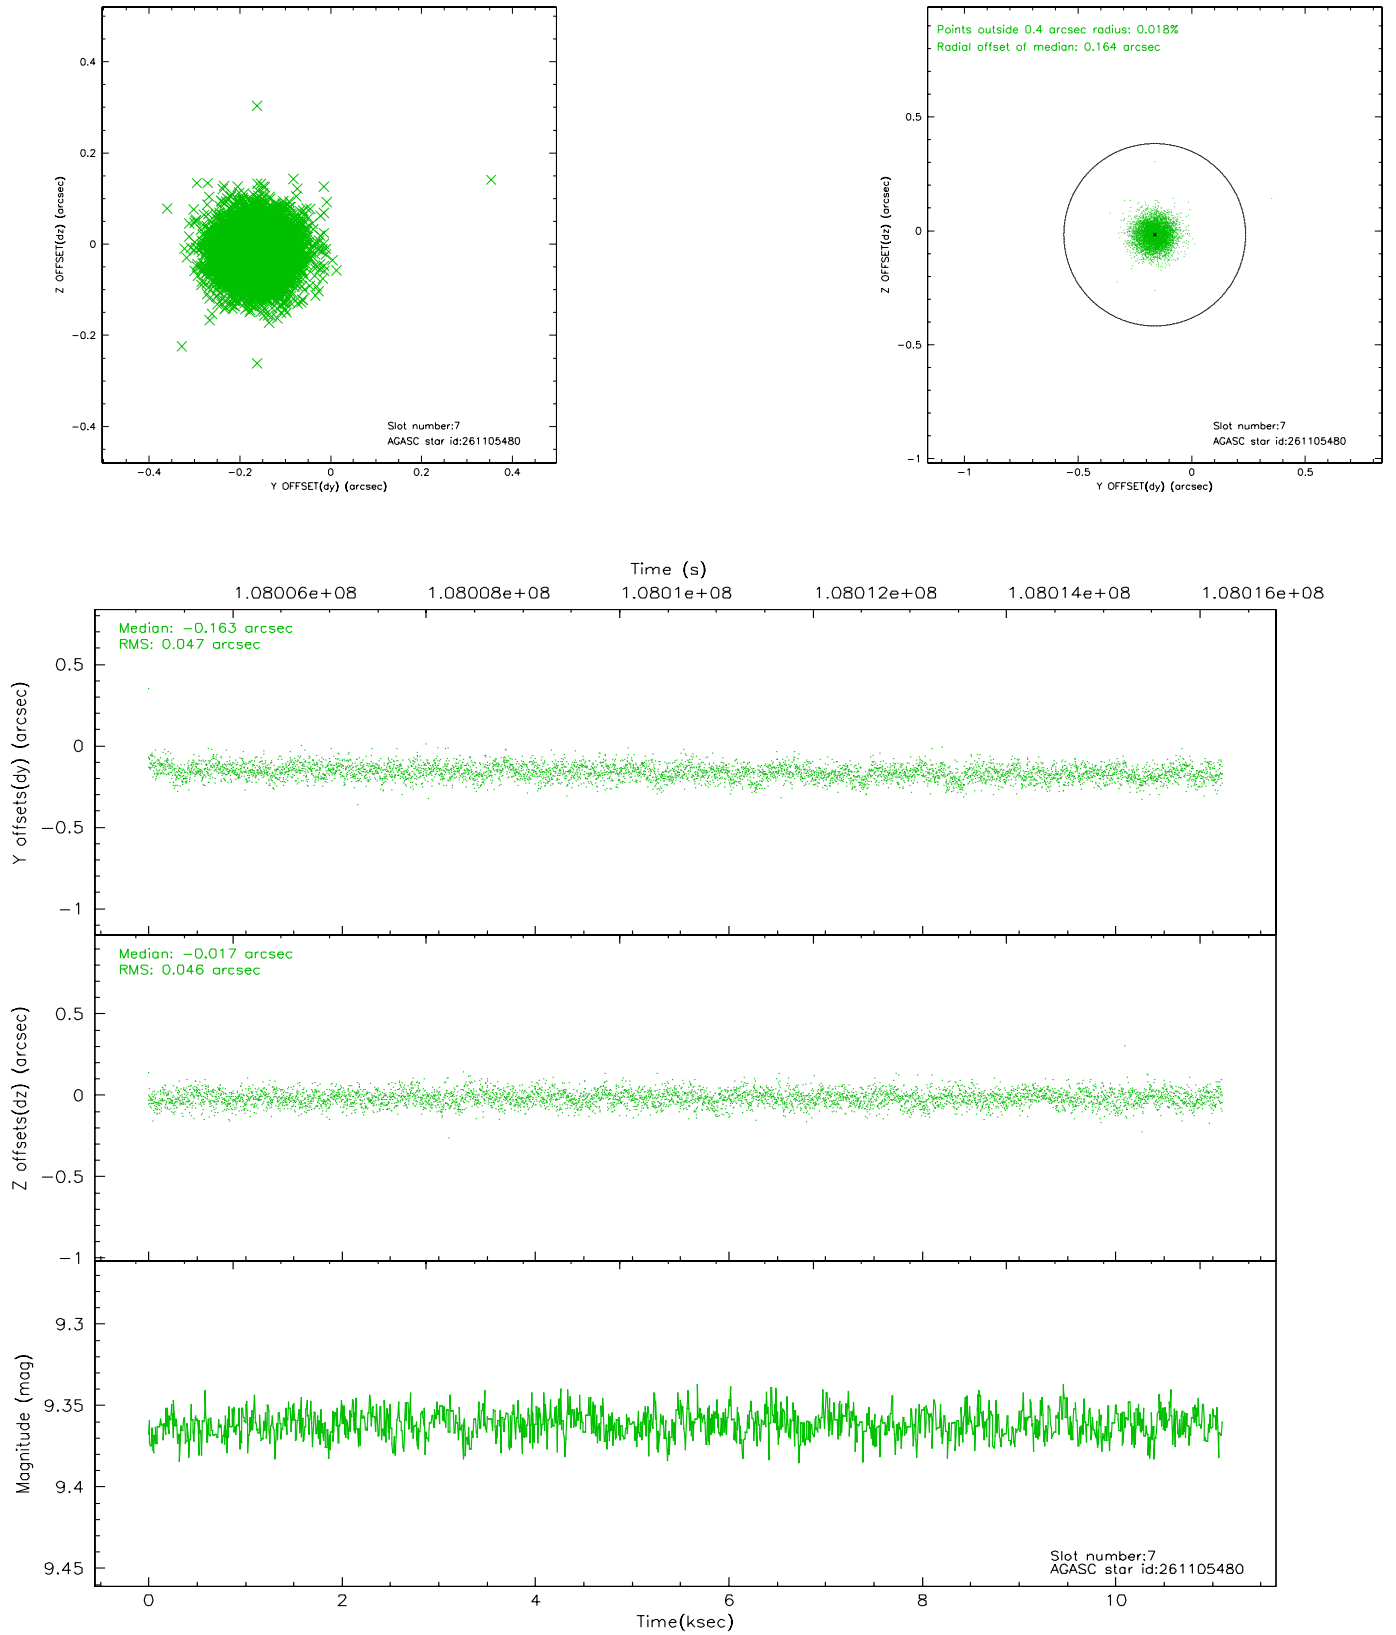 0.4
0.2
0
−0.2
−0.4
Z OFFSET(dz) (arcsec)
Slot number:7
AGASC star id:261105480
−0.4 −0.2 0 0.2 0.4
Y OFFSET(dy) (arcsec)
Points outside 0.4 arcsec radius: 0.018%
Radial offset of median: 0.164 arcsec
0.5
0
−0.5
−1
Z OFFSET(dz) (arcsec)
Slot number:7
AGASC star id:261105480
−1 −0.5 0 0.5
Y OFFSET(dy) (arcsec)
Time (s)
1.08006e+08 1.08008e+08 1.0801e+08 1.08012e+08 1.08014e+08 1.08016e+08
Median: −0.163 arcsec
RMS: 0.047 arcsec
0.5
0
−0.5
−1
Y offsets(dy) (arcsec)
Median: −0.017 arcsec
RMS: 0.046 arcsec
0.5
0
−0.5
−1
Z offsets(dz) (arcsec)
9.3
9.35
9.4
9.45
Magnitude (mag)
Slot number:7
AGASC star id:261105480
0 2 4 6 8 10
Time(ksec)